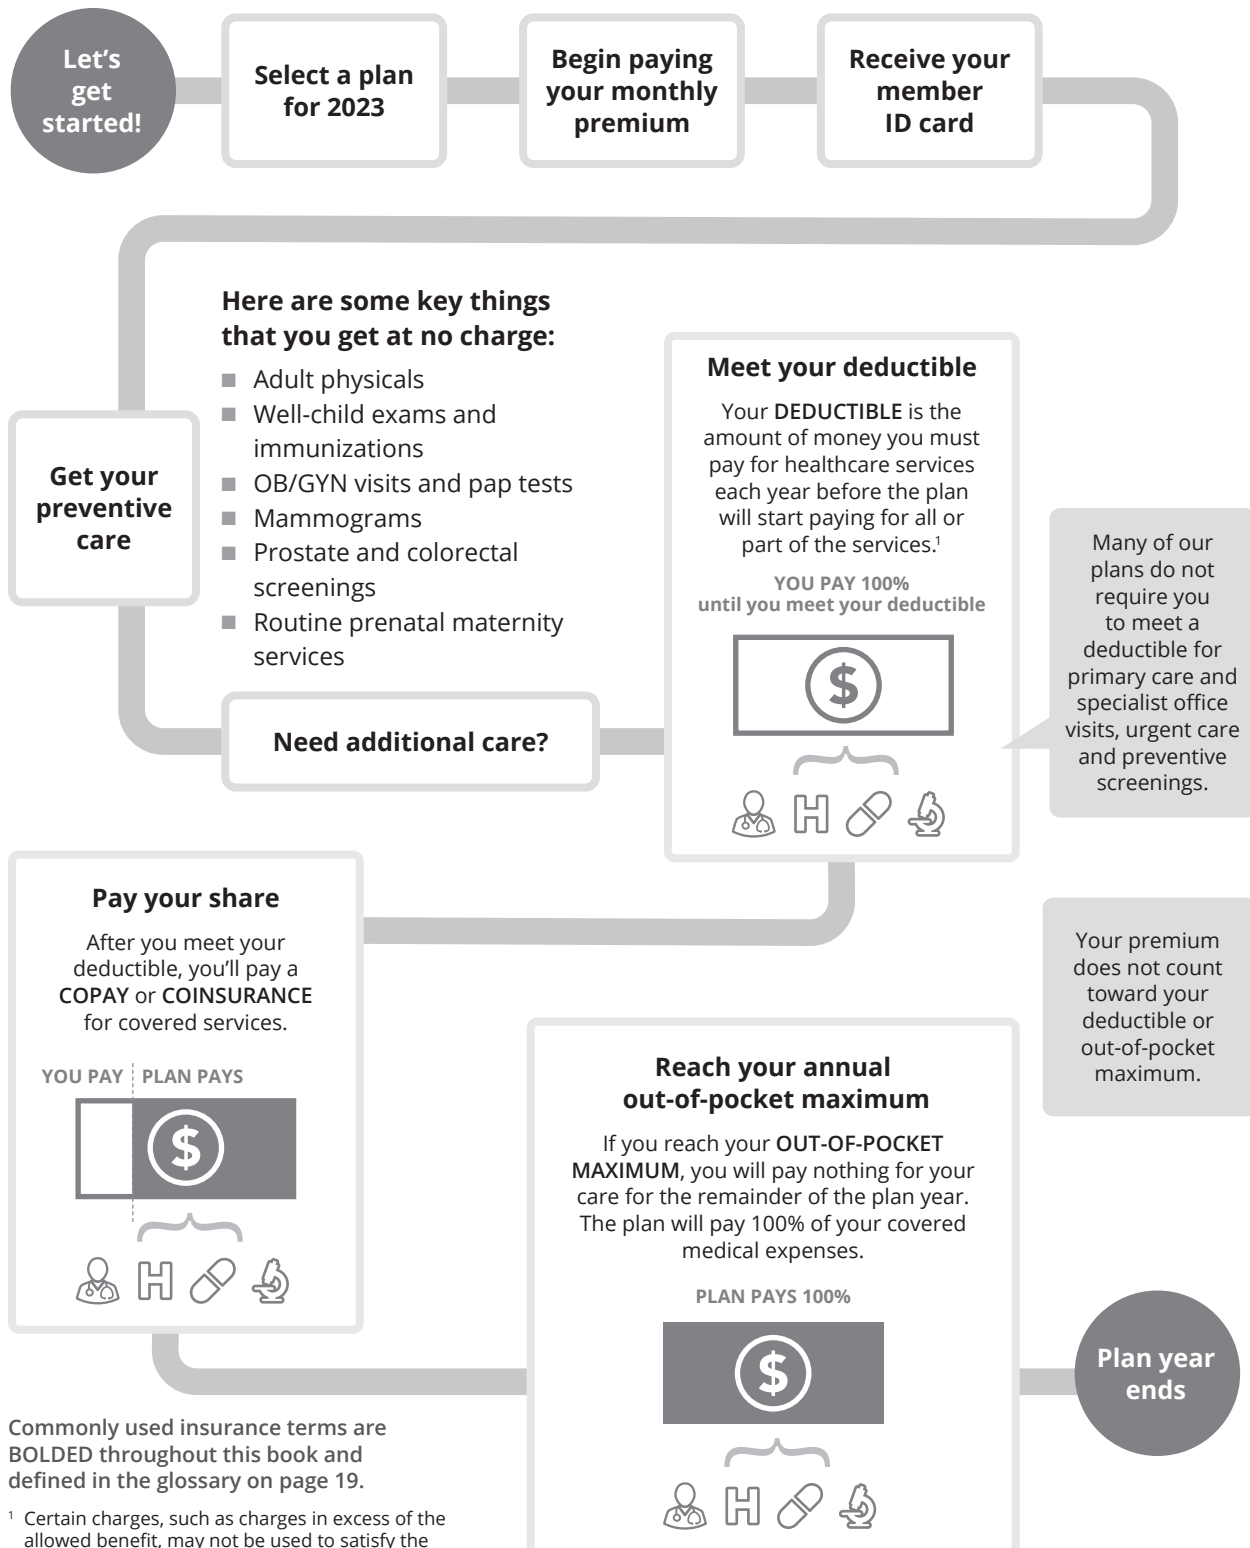 Let's
get
started!
Select a plan
for 2023
Begin paying
your monthly
premium
Receive your
member
ID card
Get your
preventive
care
Here are some key things
that you get at no charge:
■ Adult physicals
■ Well-child exams and
immunizations
■ OB/GYN visits and pap tests
■ Mammograms
■ Prostate and colorectal
screenings
■ Routine prenatal maternity
services
Need additional care?
Meet your deductible
Your DEDUCTIBLE is the
amount of money you must
pay for healthcare services
each year before the plan
will start paying for all or
part of the services.¹
YOU PAY 100%
until you meet your deductible
$
H
Many of our
plans do not
require you
to meet a
deductible for
primary care and
specialist office
visits, urgent care
and preventive
screenings.
Pay your share
After you meet your
deductible, you'll pay a
COPAY or COINSURANCE
for covered services.
YOU PAY PLAN PAYS
$
H
Your premium
does not count
toward your
deductible or
out-of-pocket
maximum.
Reach your annual
out-of-pocket maximum
If you reach your OUT-OF-POCKET
MAXIMUM, you will pay nothing for your
care for the remainder of the plan year.
The plan will pay 100% of your covered
medical expenses.
PLAN PAYS 100%
$
H
Plan year
ends
Commonly used insurance terms are
BOLDED throughout this book and
defined in the glossary on page 19.
¹ Certain charges, such as charges in excess of the
allowed benefit, may not be used to satisfy the